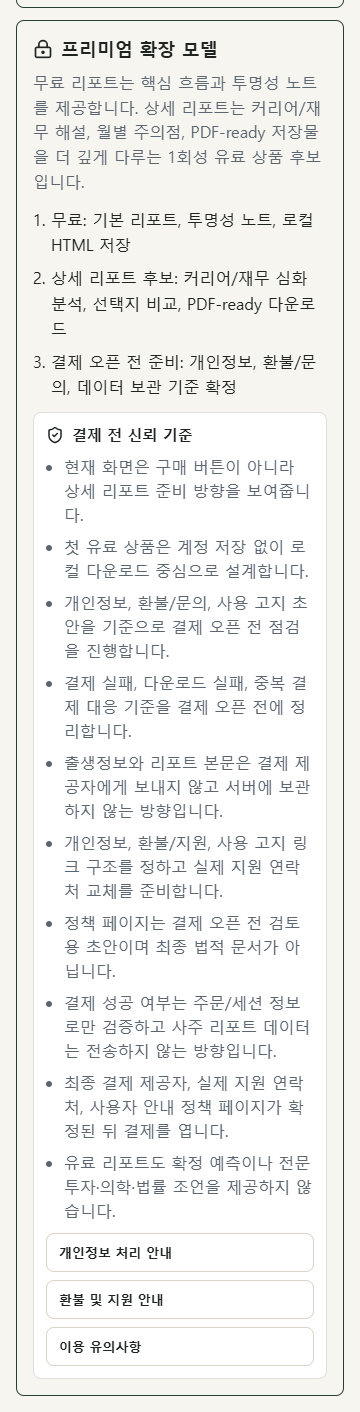 프리미엄 확장 모델
무료 리포트는 핵심 흐름과 투명성 노트
를 제공합니다. 상세 리포트는 커리어/재
무 해설, 월별 주의점, PDF-ready 저장물
을 더 깊게 다루는 1회성 유료 상품 후보
입니다.
1. 무료: 기본 리포트, 투명성 노트, 로컬
HTML 저장
2. 상세 리포트 후보: 커리어/재무 심화
분석, 선택지 비교, PDF-ready 다운로
드
3. 결제 오픈 전 준비: 개인정보, 환불/문
의, 데이터 보관 기준 확정
결제 전 신뢰 기준
• 현재 화면은 구매 버튼이 아니라
상세 리포트 준비 방향을 보여줍니
다.
• 첫 유료 상품은 계정 저장 없이 로
컬 다운로드 중심으로 설계합니다.
• 개인정보, 환불/문의, 사용 고지 초
안을 기준으로 결제 오픈 전 점검
을 진행합니다.
• 결제 실패, 다운로드 실패, 중복 결
제 대응 기준을 결제 오픈 전에 정
리합니다.
• 출생정보와 리포트 본문은 결제 제
공자에게 보내지 않고 서버에 보관
하지 않는 방향입니다.
• 개인정보, 환불/지원, 사용 고지 링
크 구조를 정하고 실제 지원 연락
처 교체를 준비합니다.
• 정책 페이지는 결제 오픈 전 검토
용 초안이며 최종 법적 문서가 아
닙니다.
• 결제 성공 여부는 주문/세션 정보
로만 검증하고 사주 리포트 데이터
는 전송하지 않는 방향입니다.
• 최종 결제 제공자, 실제 지원 연락
처, 사용자 안내 정책 페이지가 확
정된 뒤 결제를 엽니다.
• 유료 리포트도 확정 예측이나 전문
투자·의학·법률 조언을 제공하지 않
습니다.
개인정보 처리 안내
환불 및 지원 안내
이용 유의사항